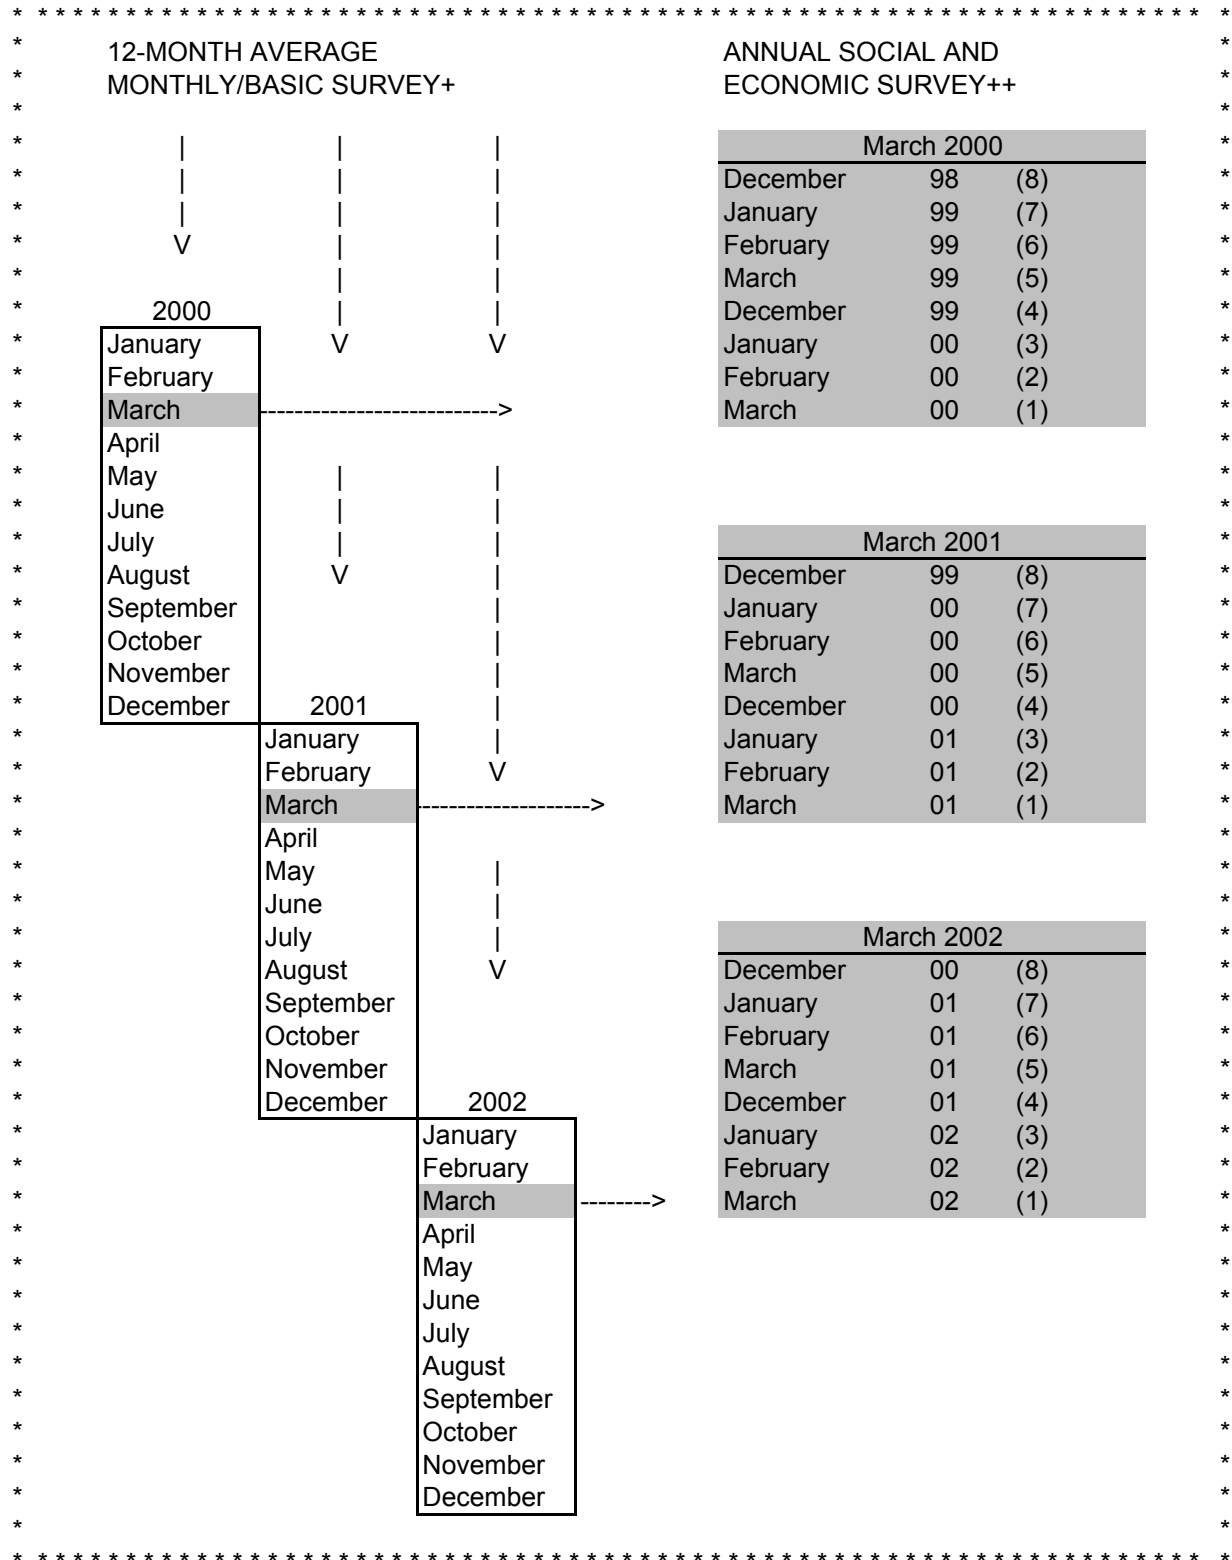 * * * * * * * * * * * * * * * * * * * * * * * * * * * * * * * * * * * * * * * * * * * * * * * * * * * * * * * * * * * * * * * * * * *
* 12-MONTH AVERAGE ANNUAL SOCIAL AND *
* MONTHLY/BASIC SURVEY+ ECONOMIC SURVEY++ *
* *
* | | | March 2000 *
* | | | December 98 (8) *
* | | | January 99 (7) *
* V | | February 99 (6) *
* | | March 99 (5) *
* 2000 | | December 99 (4) *
* January V V January 00 (3) *
* February February 00 (2) *
* March ---------------------------> March 00 (1) *
* April *
* May | | *
* June | | *
* July | | March 2001 *
* August V | December 99 (8) *
* September | January 00 (7) *
* October | February 00 (6) *
* November | March 00 (5) *
* December 2001 | December 00 (4) *
* January | January 01 (3) *
* February V February 01 (2) *
* March --------------------> March 01 (1) *
* April *
* May | *
* June | *
* July | March 2002 *
* August V December 00 (8) *
* September January 01 (7) *
* October February 01 (6) *
* November March 01 (5) *
* December 2002 December 01 (4) *
* January January 02 (3) *
* February February 02 (2) *
* March --------> March 02 (1) *
* April *
* May *
* June *
* July *
* August *
* September *
* October *
* November *
* December *
* *
* * * * * * * * * * * * * * * * * * * * * * * * * * * * * * * * * * * * * * * * * * * * * * * * * * * * * * * * * * * * * * * * * * *